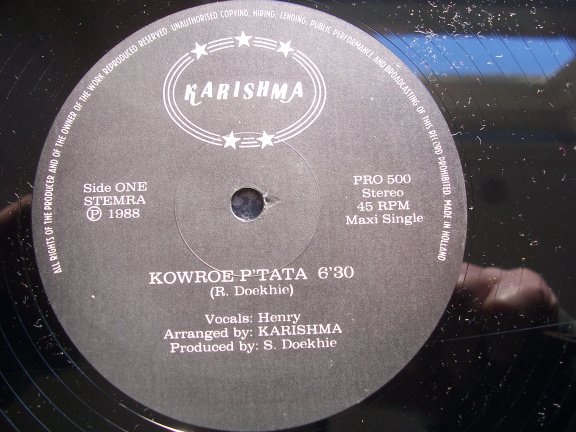 ALL RIGHTS OF THE PRODUCER AND OF THE OWNER OF THE WORK REPRODUCED RESERVED. UNAUTHORISED COPYING, HIRING, LENDING, PUBLIC PERFORMANCE AND BROADCASTING OF THIS RECORD PROHIBITED. MADE IN HOLLAND
KARISHMA
Side ONE
STEMRA
Ⓟ 1988
PRO 500
Stereo
45 RPM
Maxi Single
KOWROE P'TATA 6'30
(R. Doekhie)
Vocals: Henry
Arranged by: KARISHMA
Produced by: S. Doekhie